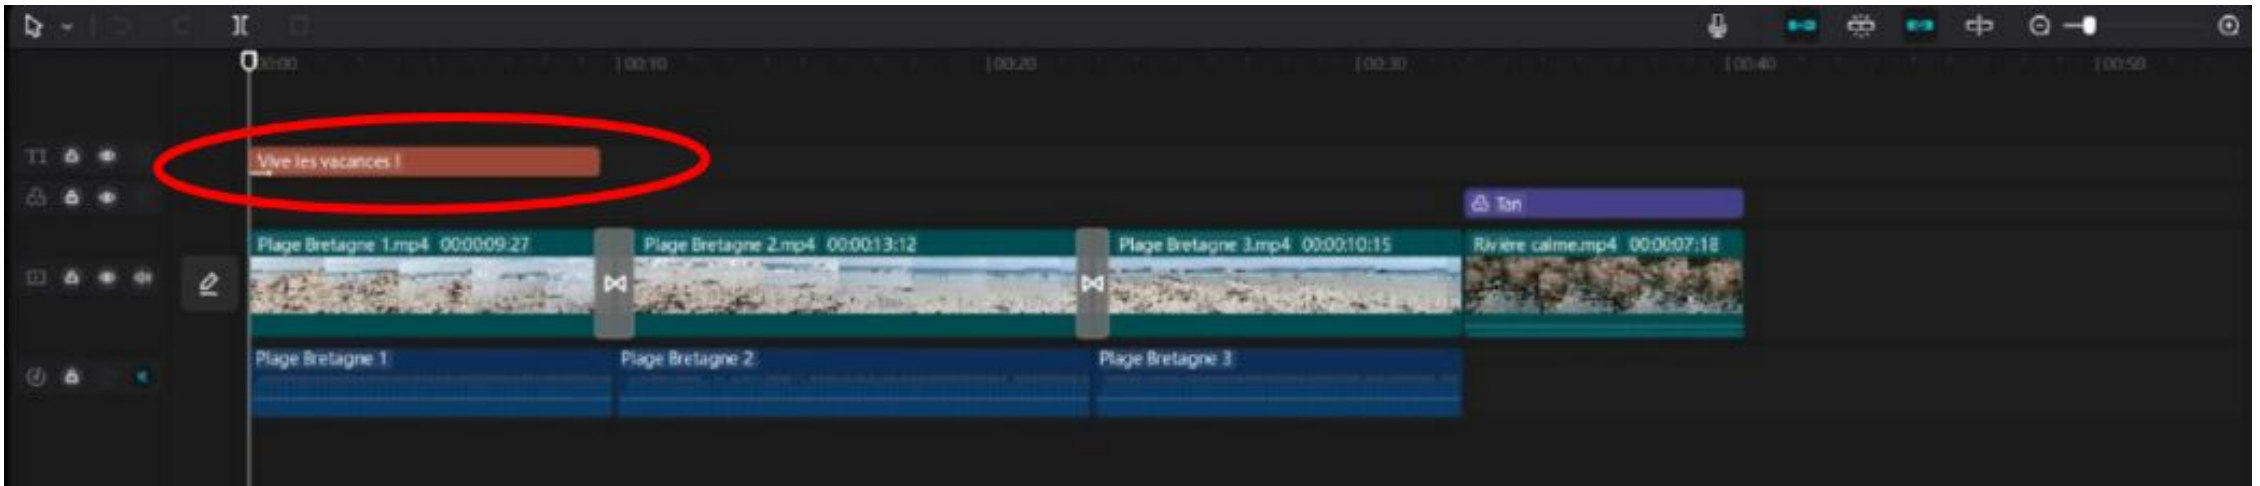 00:00 |00:10 |00:20 |00:30 |00:40 |00:50
TI
Vive les vacances !
Tan
Plage Bretagne 1.mp4 00:00:09:27 Plage Bretagne 2.mp4 00:00:13:12 Plage Bretagne 3.mp4 00:00:10:15 Rivière calme.mp4 00:00:07:18
Plage Bretagne 1 Plage Bretagne 2 Plage Bretagne 3